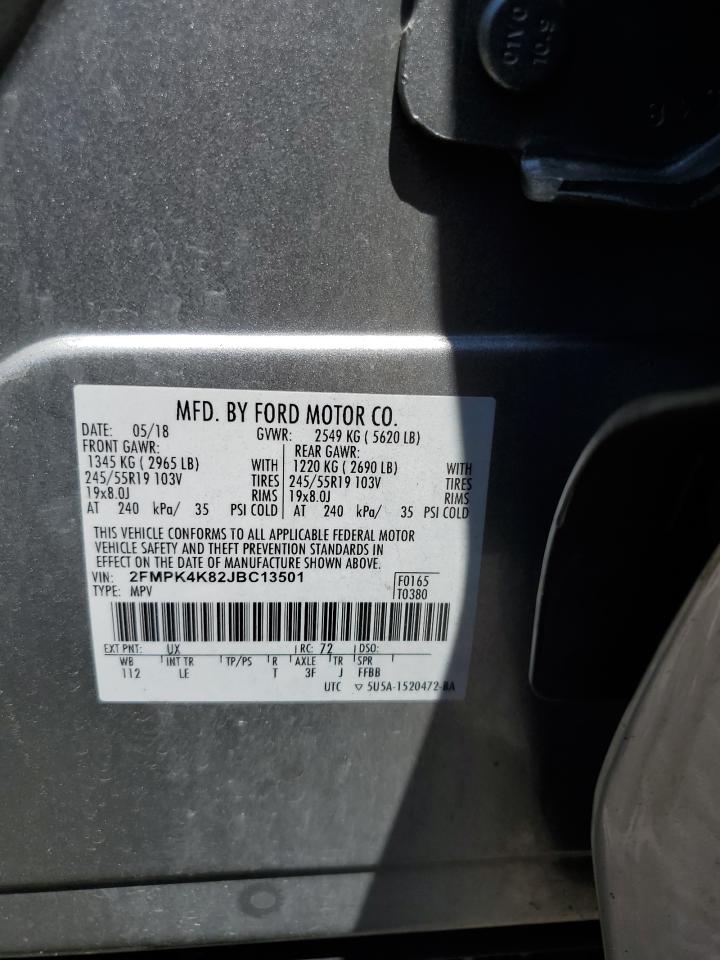 OIVO
10.5
MFD. BY FORD MOTOR CO.
DATE: 05/18 GVWR: 2549 KG ( 5620 LB)
FRONT GAWR: REAR GAWR:
1345 KG ( 2965 LB) WITH 1220 KG ( 2690 LB) WITH
245/55R19 103V TIRES 245/55R19 103V TIRES
19x8.0J RIMS 19x8.0J RIMS
AT 240 kPa/ 35 PSI COLD AT 240 kPa/ 35 PSI COLD
THIS VEHICLE CONFORMS TO ALL APPLICABLE FEDERAL MOTOR
VEHICLE SAFETY AND THEFT PREVENTION STANDARDS IN
EFFECT ON THE DATE OF MANUFACTURE SHOWN ABOVE.
VIN: 2FMPK4K82JBC13501 F0165
TYPE: MPV T0380
EXT PNT: UX RC: 72 DSO:
WB INT TR TP/PS R AXLE TR SPR
112 LE T 3F J FFBB
UTC ▽ 5U5A-1520472-BA